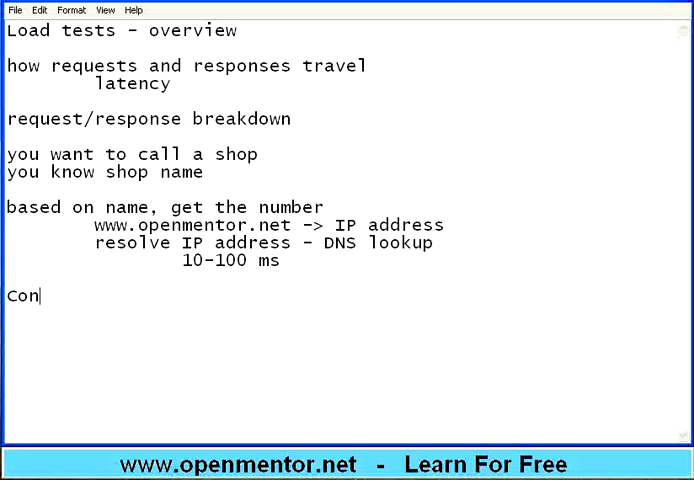 File Edit Format View Help
Load tests - overview
how requests and responses travel
latency
request/response breakdown
you want to call a shop
you know shop name
based on name, get the number
www.openmentor.net -> IP address
resolve IP address - DNS lookup
10-100 ms
Con
www.openmentor.net - Learn For Free